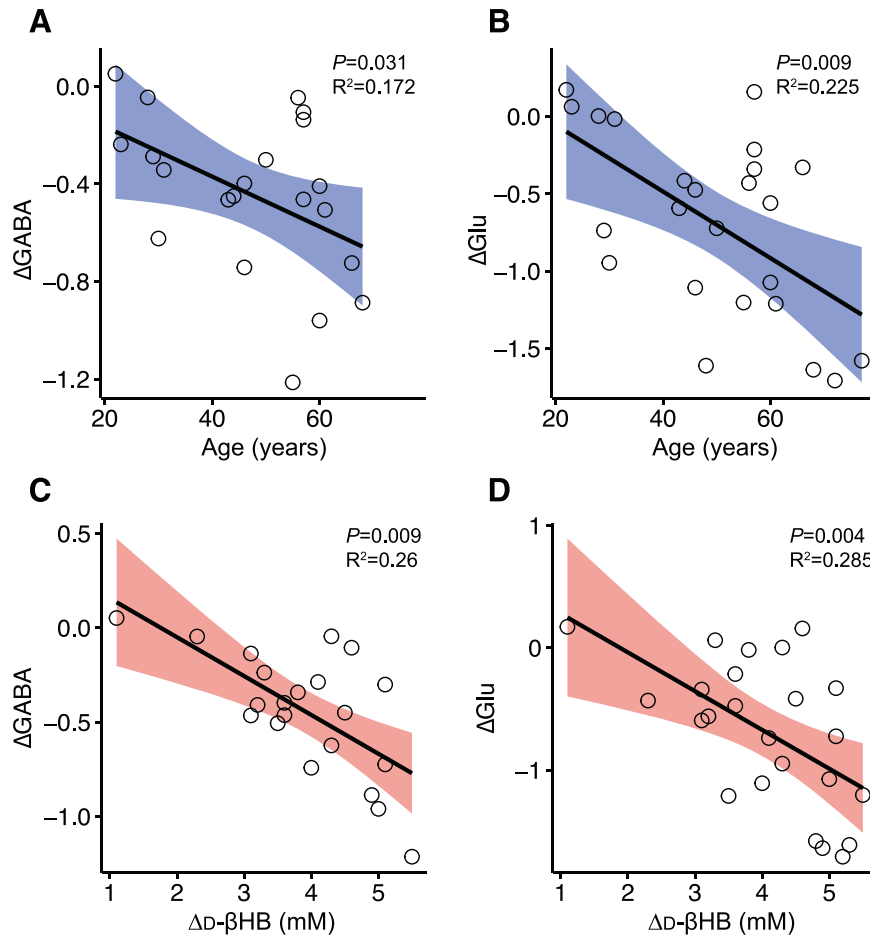 A
P=0.031
R²=0.172
0.0
−0.4
−0.8
−1.2
ΔGABA
20
40
60
Age (years)
B
P=0.009
R²=0.225
0.0
−0.5
−1.0
−1.5
ΔGlu
20
40
60
Age (years)
C
P=0.009
R²=0.26
0.5
0.0
−0.5
−1.0
ΔGABA
1
2
3
4
5
ΔD-βHB (mM)
D
P=0.004
R²=0.285
1
0
−1
ΔGlu
1
2
3
4
5
ΔD-βHB (mM)